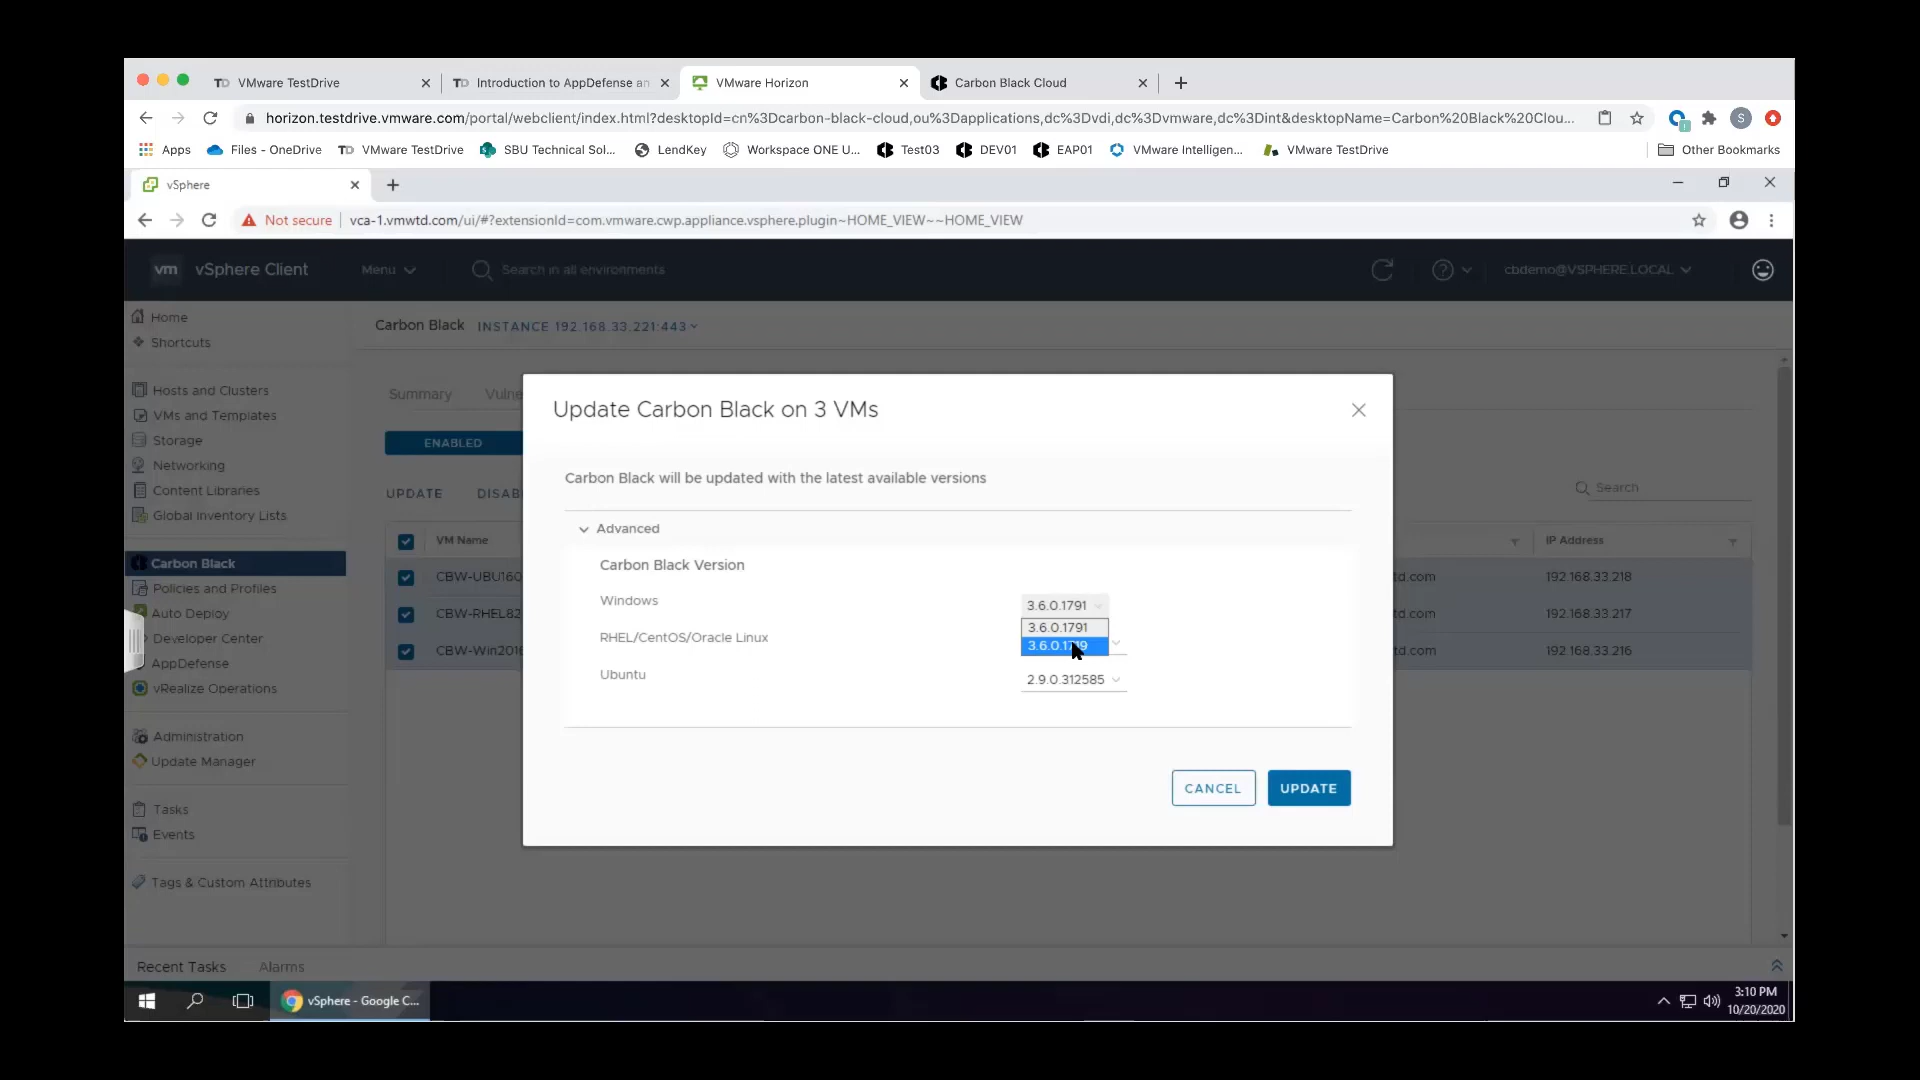 VMware TestDrive
Introduction to AppDefense an
VMware Horizon
Carbon Black Cloud
horizon.testdrive.vmware.com/portal/webclient/index.html?desktopId=cn%3Dcarbon-black-cloud,ou%3Dapplications,dc%3Dvdi,dc%3Dvmware,dc%3Dint&desktopName=Carbon%20Black%20Clou...
S
Apps
Files - OneDrive
VMware TestDrive
SBU Technical Sol...
LendKey
Workspace ONE U...
Test03
DEV01
EAP01
VMware Intelligen...
VMware TestDrive
Other Bookmarks
vSphere
Not secure
vca-1.vmwtd.com/ui/#?extensionId=com.vmware.cwp.appliance.vsphere.plugin~HOME_VIEW~~HOME_VIEW
vm vSphere Client
Menu
Search in all environments
cbdemo@VSPHERE.LOCAL
Home
Shortcuts
Hosts and Clusters
VMs and Templates
Storage
Networking
Content Libraries
Global Inventory Lists
Carbon Black
Policies and Profiles
Auto Deploy
Developer Center
AppDefense
vRealize Operations
Administration
Update Manager
Tasks
Events
Tags & Custom Attributes
Carbon Black INSTANCE 192.168.33.221:443
Summary Vulne
ENABLED
UPDATE DISAB
Search
VM Name
IP Address
CBW-UBU160
td.com
192.168.33.218
CBW-RHEL82
td.com
192.168.33.217
CBW-Win2016
td.com
192.168.33.216
Update Carbon Black on 3 VMs
Carbon Black will be updated with the latest available versions
Advanced
Carbon Black Version
Windows
3.6.0.1791
3.6.0.1791
RHEL/CentOS/Oracle Linux
Ubuntu
2.9.0.312585
CANCEL
UPDATE
Recent Tasks Alarms
vSphere - Google C...
3:10 PM
10/20/2020